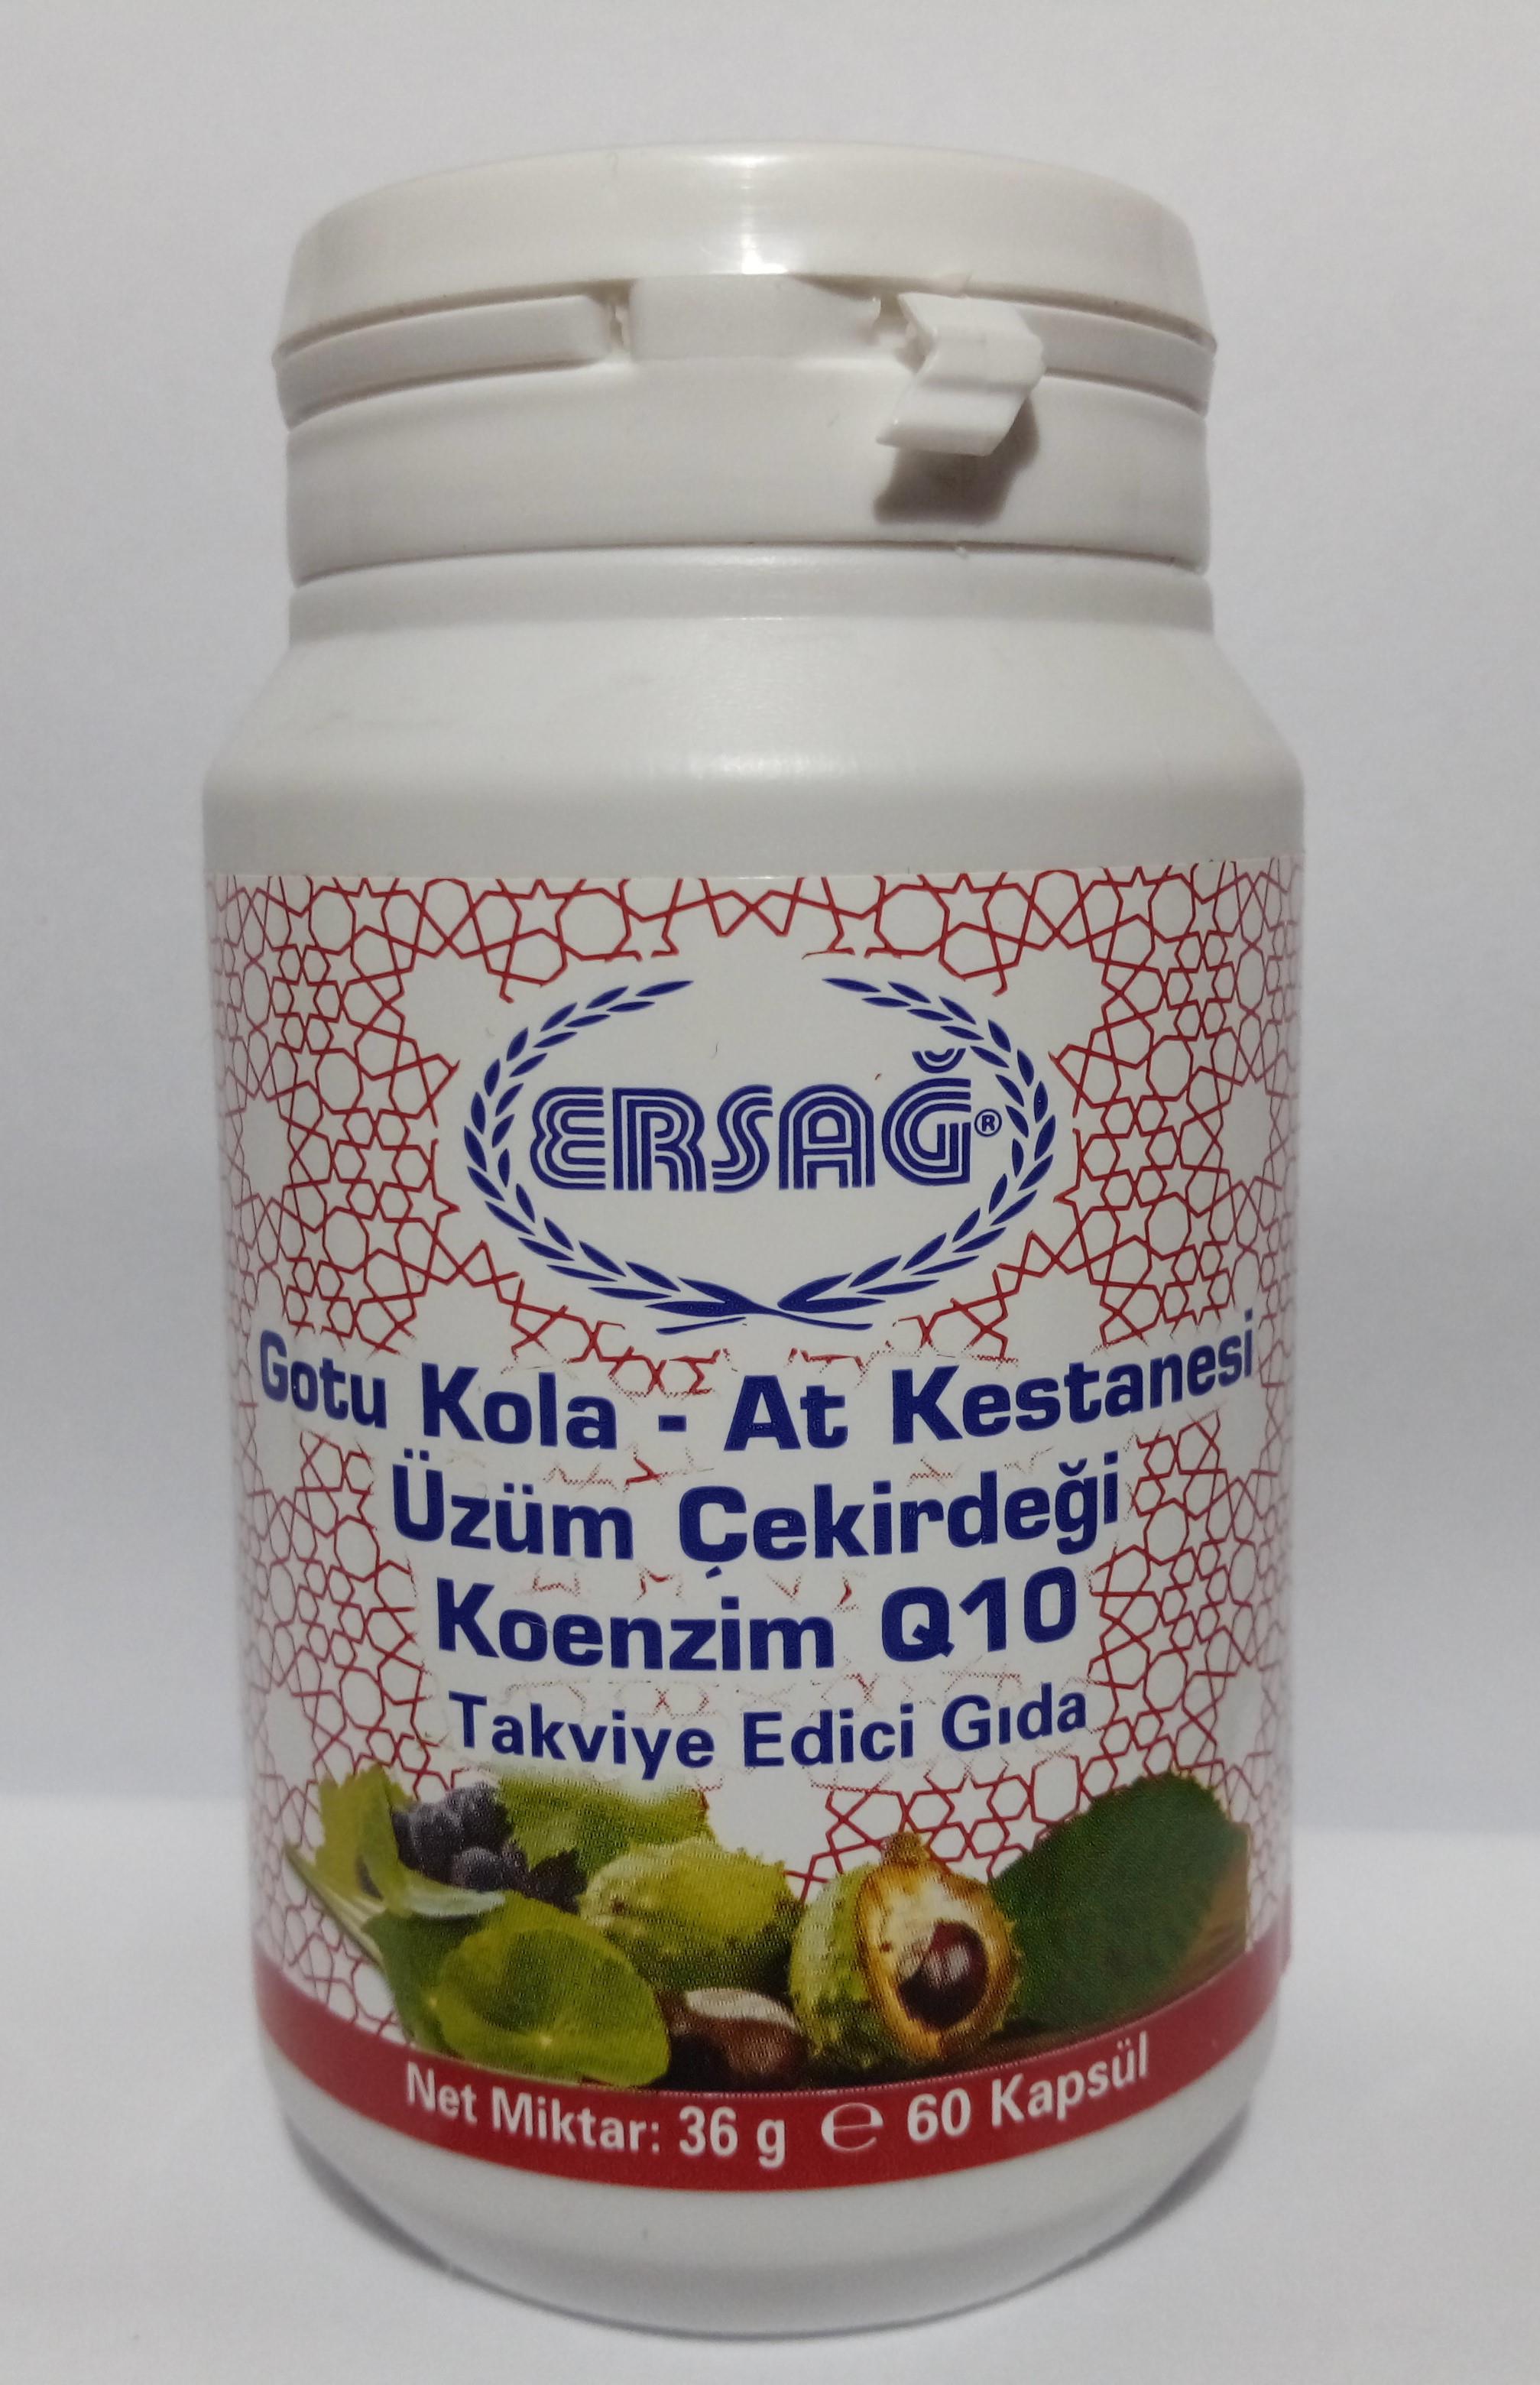 ERSAĞ®
Gotu Kola - At Kestanesi
Üzüm Çekirdeği
Koenzim Q10
Takviye Edici Gıda
Net Miktar: 36 g ℮ 60 Kapsül